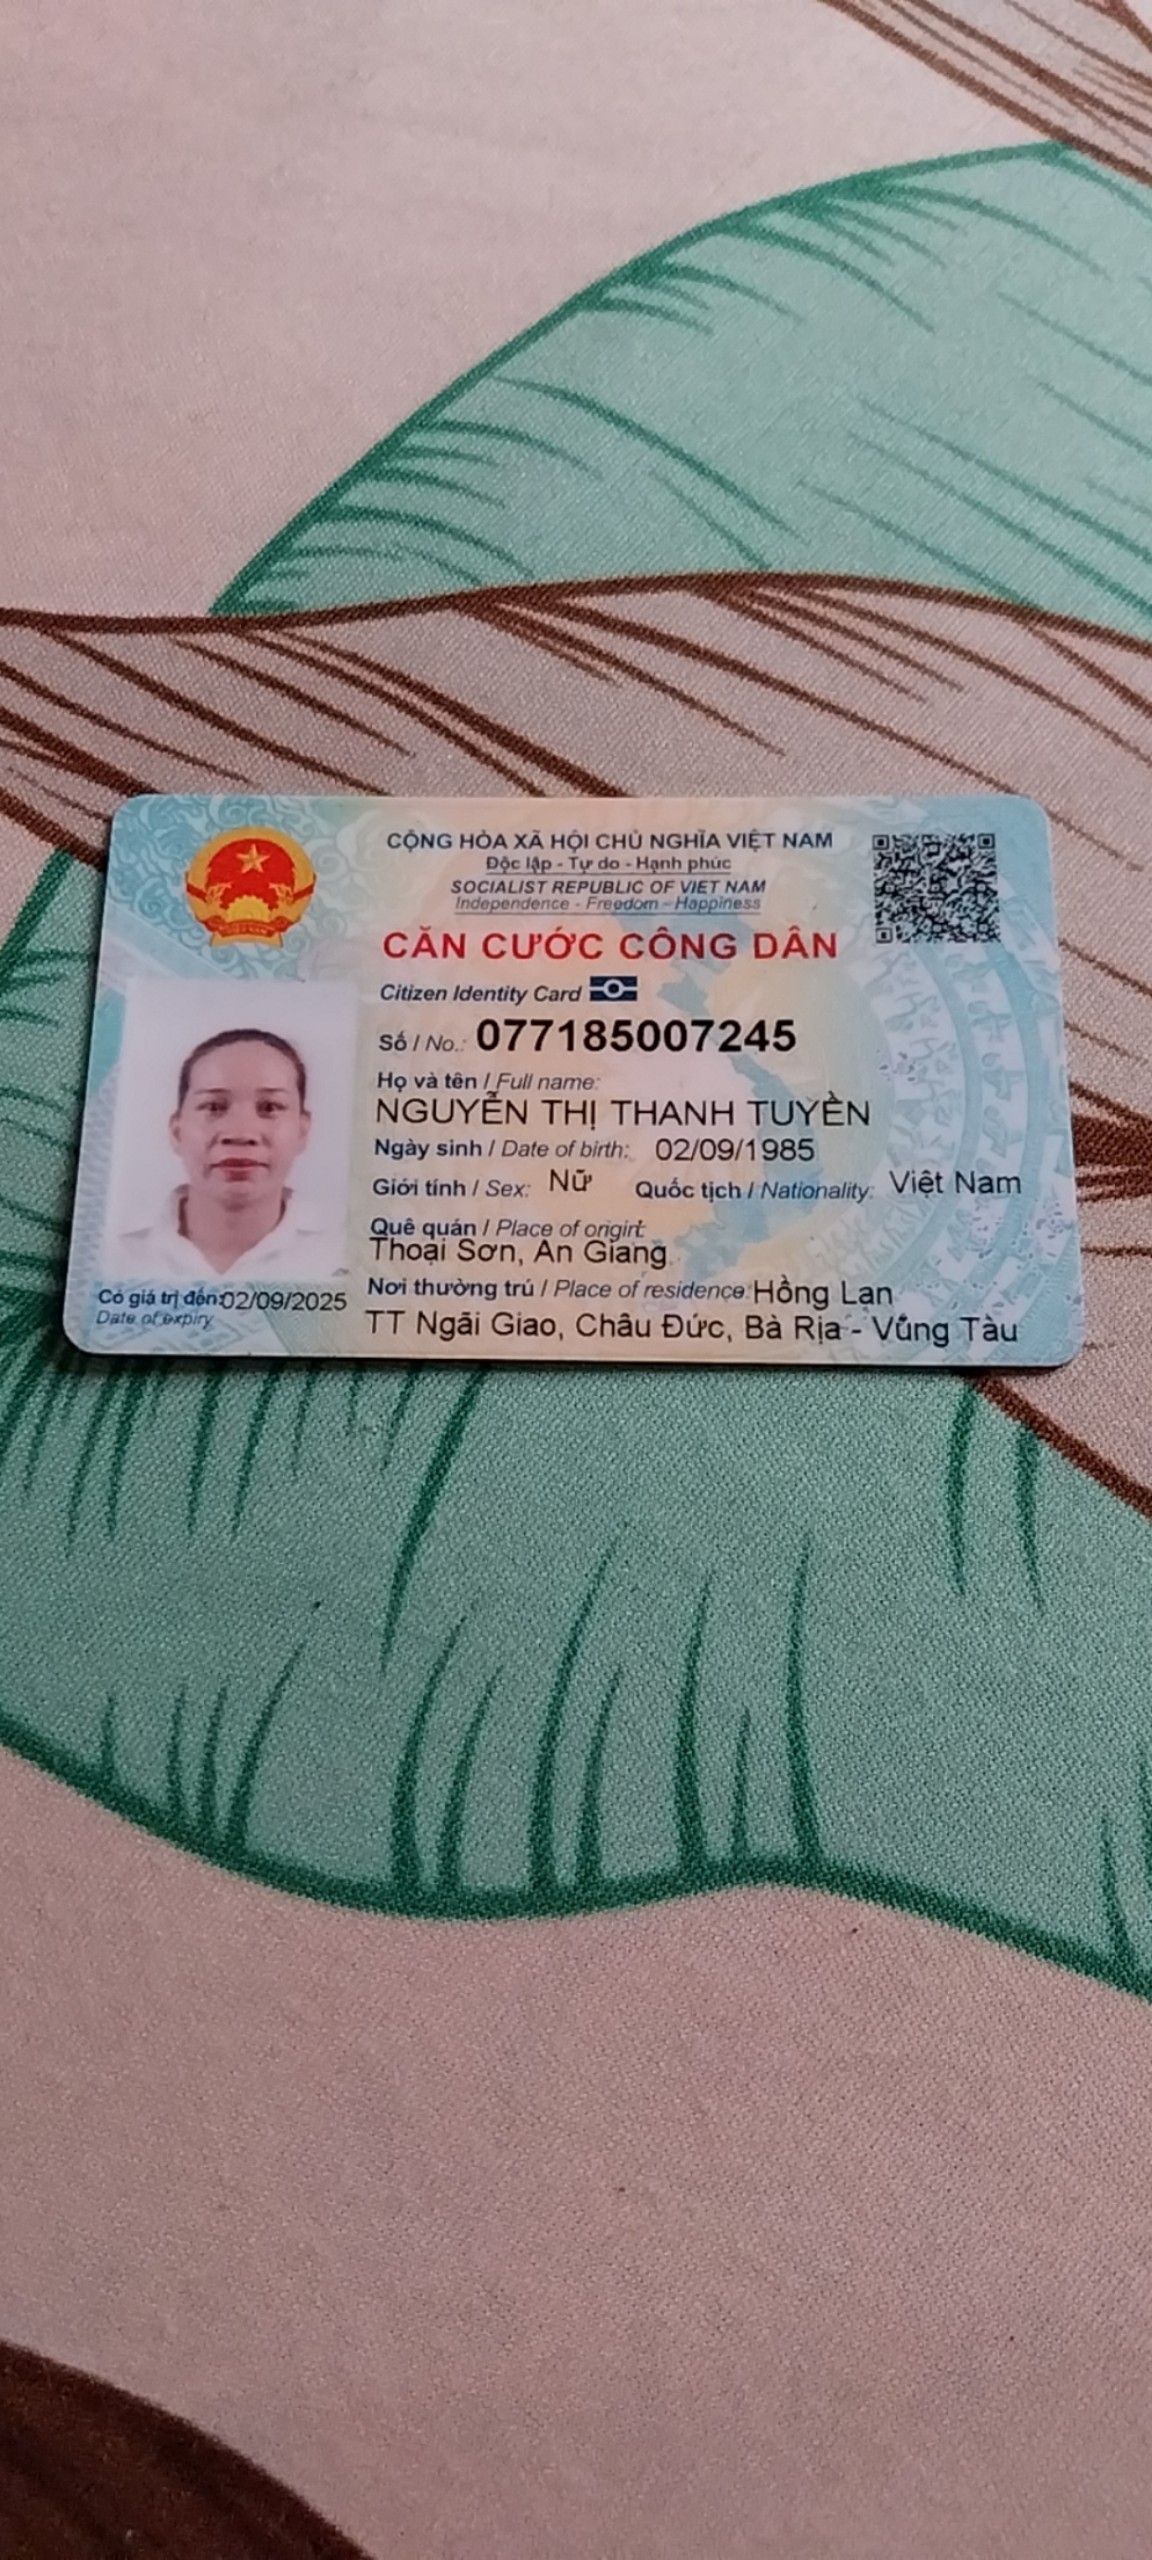 CỘNG HÒA XÃ HỘI CHỦ NGHĨA VIỆT NAM
Độc lập - Tự do - Hạnh phúc
SOCIALIST REPUBLIC OF VIET NAM
Independence - Freedom - Happiness
CĂN CƯỚC CÔNG DÂN
Citizen Identity Card
Số / No.: 077185007245
Họ và tên / Full name:
NGUYỄN THỊ THANH TUYỀN
Ngày sinh / Date of birth: 02/09/1985
Giới tính / Sex: Nữ Quốc tịch / Nationality: Việt Nam
Quê quán / Place of origin:
Thoại Sơn, An Giang
Nơi thường trú / Place of residence: Hồng Lan
TT Ngãi Giao, Châu Đức, Bà Rịa - Vũng Tàu
Có giá trị đến: 02/09/2025
Date of expiry